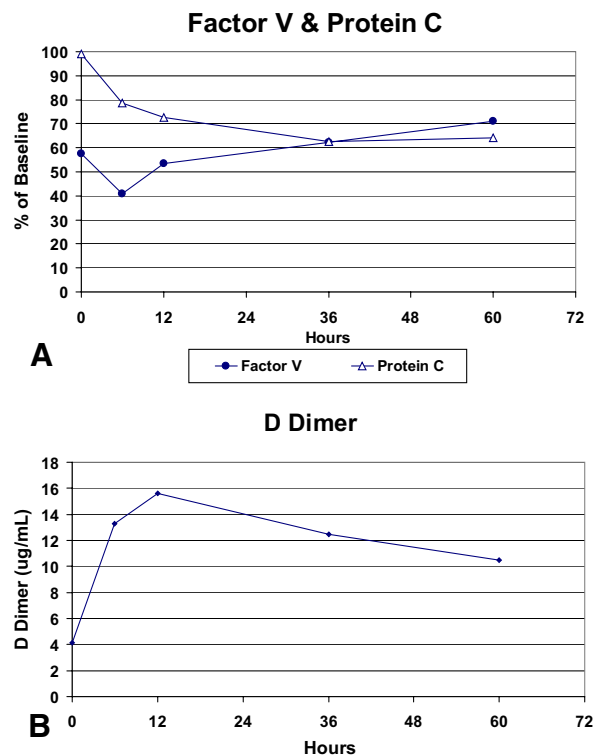 Factor V & Protein C
% of Baseline
100
90
80
70
60
50
40
30
20
10
0
0 12 24 36 48 60 72
Hours
A
Factor V Protein C
D Dimer
D Dimer (ug/mL)
18
16
14
12
10
8
6
4
2
0
0 12 24 36 48 60 72
B
Hours